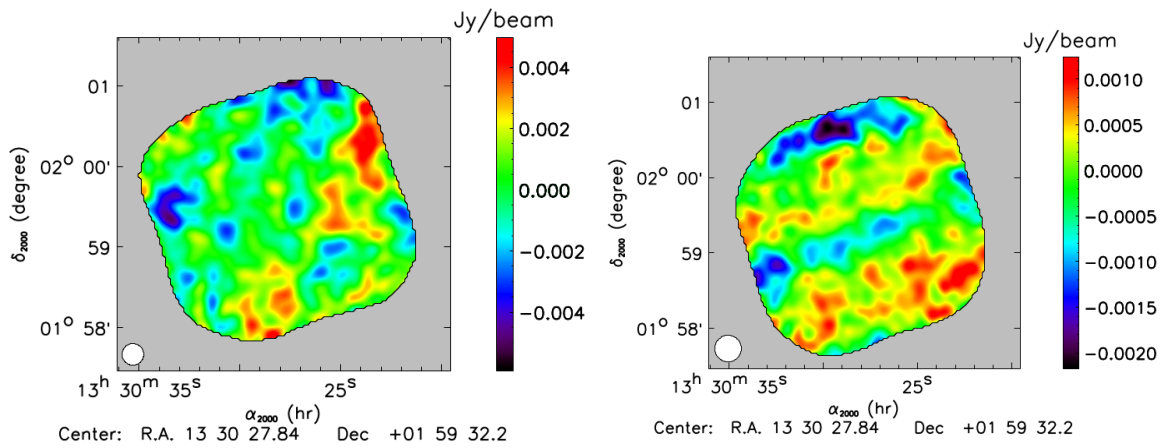 Jy/beam
01
02° 00'
59
01° 58'
δ2000 (degree)
0.004
0.002
0.000
−0.002
−0.004
13h 30m 35s
25s
α2000 (hr)
Center: R.A. 13 30 27.84 Dec +01 59 32.2
Jy/beam
01
02° 00'
59
01° 58'
δ2000 (degree)
0.0010
0.0005
0.0000
−0.0005
−0.0010
−0.0015
−0.0020
13h 30m 35s
25s
α2000 (hr)
Center: R.A. 13 30 27.84 Dec +01 59 32.2